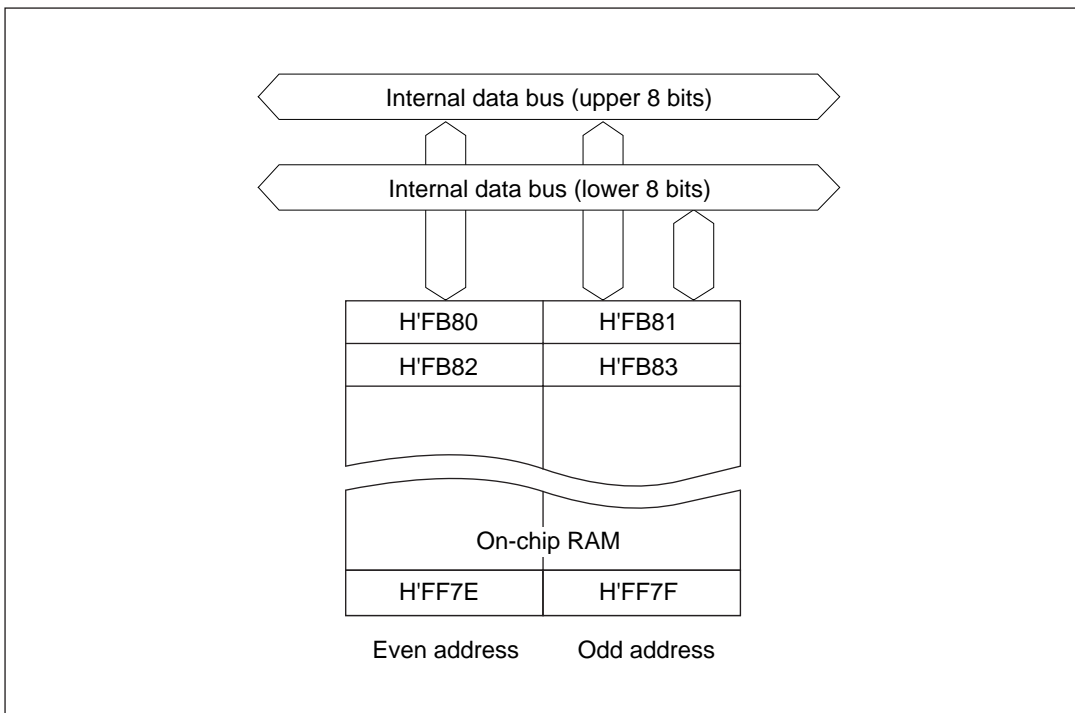 Internal data bus (upper 8 bits)
Internal data bus (lower 8 bits)
H'FB80 H'FB81
H'FB82 H'FB83
On-chip RAM
H'FF7E H'FF7F
Even address Odd address